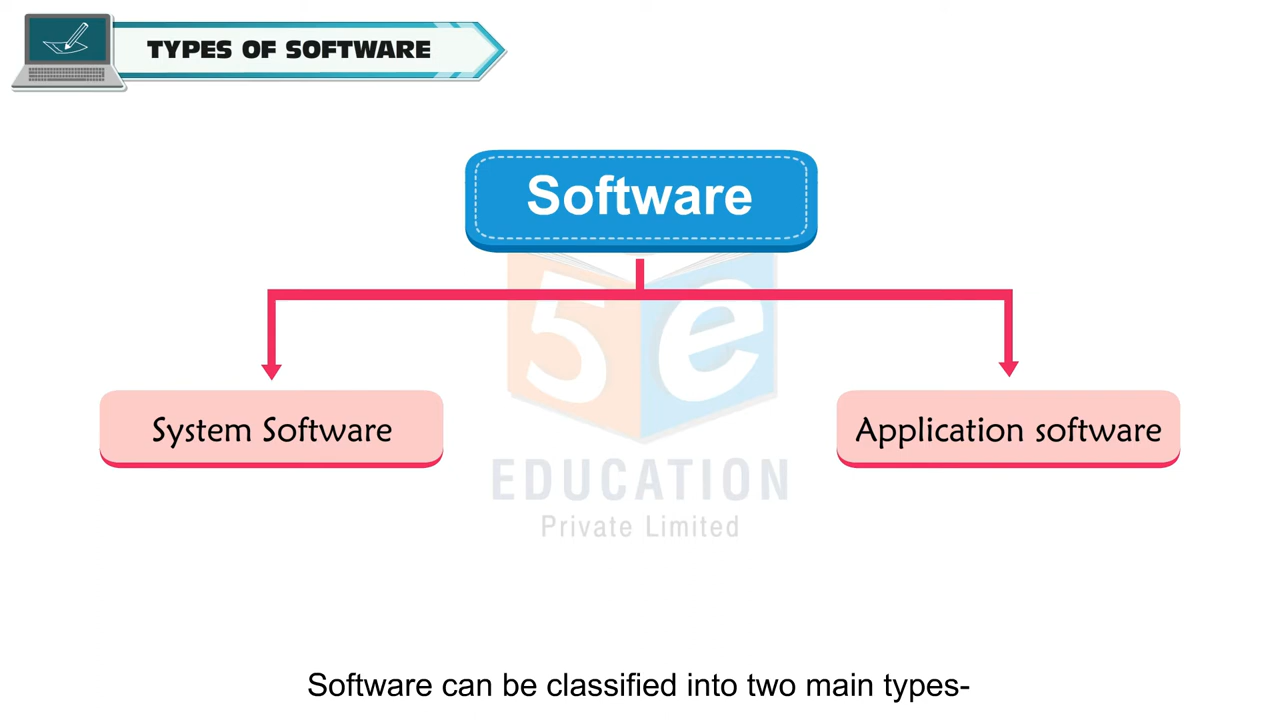 TYPES OF SOFTWARE
Software
5e
System Software
Application software
EDUCATION
Private Limited
Software can be classified into two main types-